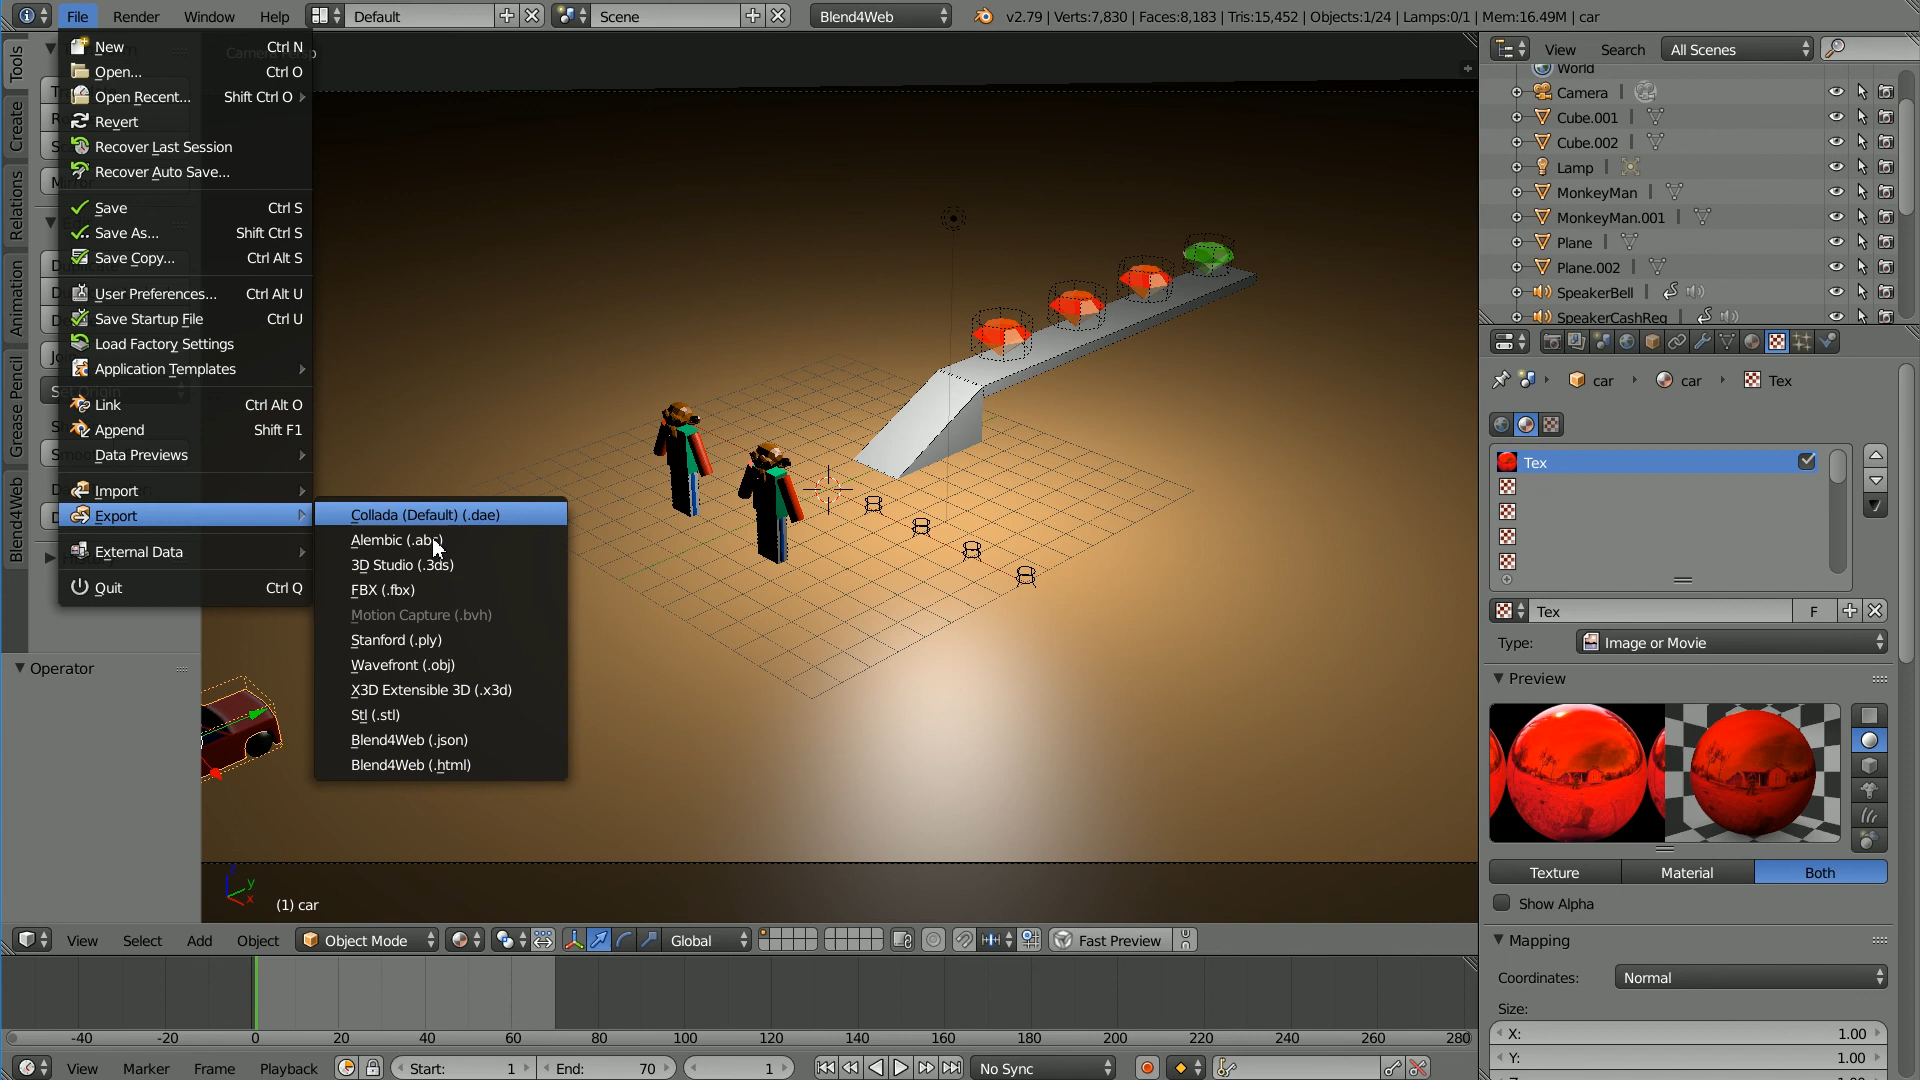 File Render Window Help Default Scene Blend4Web v2.79 | Verts:7,830 | Faces:8,183 | Tris:15,452 | Objects:1/24 | Lamps:0/1 | Mem:16.49M | car
New Ctrl N
Open... Ctrl O
Open Recent... Shift Ctrl O
Revert
Recover Last Session
Recover Auto Save...
Save Ctrl S
Save As... Shift Ctrl S
Save Copy... Ctrl Alt S
User Preferences... Ctrl Alt U
Save Startup File Ctrl U
Load Factory Settings
Application Templates
Link Ctrl Alt O
Append Shift F1
Data Previews
Import
Export
External Data
Quit Ctrl Q
Collada (Default) (.dae)
Alembic (.abc)
3D Studio (.3ds)
FBX (.fbx)
Motion Capture (.bvh)
Stanford (.ply)
Wavefront (.obj)
X3D Extensible 3D (.x3d)
Stl (.stl)
Blend4Web (.json)
Blend4Web (.html)
Tools
Create
Relations
Animation
Grease Pencil
Blend4Web
Operator
(1) car
z
y
x
View Search All Scenes
World
Camera
Cube.001
Cube.002
Lamp
MonkeyMan
MonkeyMan.001
Plane
Plane.002
SpeakerBell
SpeakerCashReg
car car Tex
Tex
Tex F
Type: Image or Movie
Preview
Texture Material Both
Show Alpha
Mapping
Coordinates: Normal
Size:
X: 1.00
Y: 1.00
View Select Add Object Object Mode Global Fast Preview
-40 -20 0 20 40 60 80 100 120 140 160 180 200 220 240 260 280
View Marker Frame Playback Start: 1 End: 70 1 No Sync